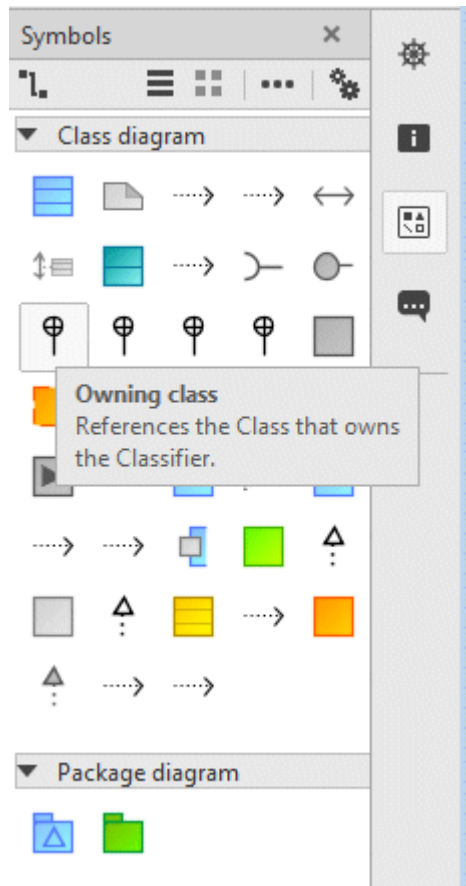 Symbols
Class diagram
Owning class
References the Class that owns
the Classifier.
Package diagram